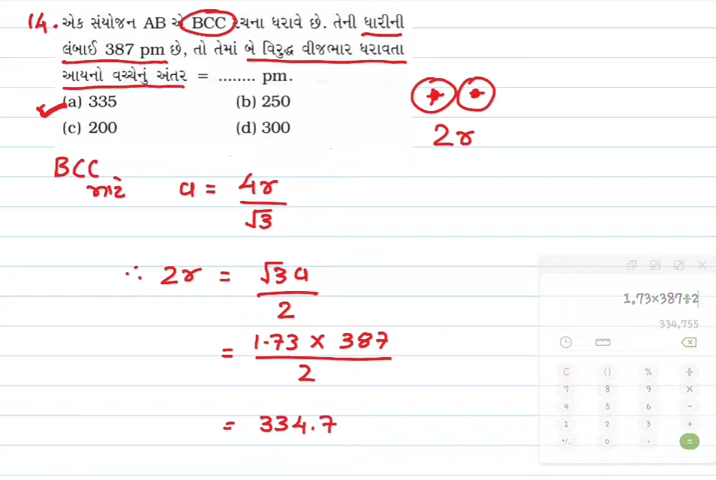 14. એક સંયોજન AB એ BCC રચના ધરાવે છે. તેની ધારીની
લંબાઈ 387 pm છે, તો તેમાં બે વિરુદ્ધ વીજભાર ધરાવતા
આયનો વચ્ચેનું અંતર = ........ pm.
(a) 335 (b) 250
(c) 200 (d) 300
+ -
2r
BCC
માટે a = 4r / √3
∴ 2r = √3 a / 2
= 1.73 × 387 / 2
= 334.7
1.73×387÷2
334.755
C () % ÷
7 8 9 ×
4 5 6 −
1 2 3 +
+/- 0 . =